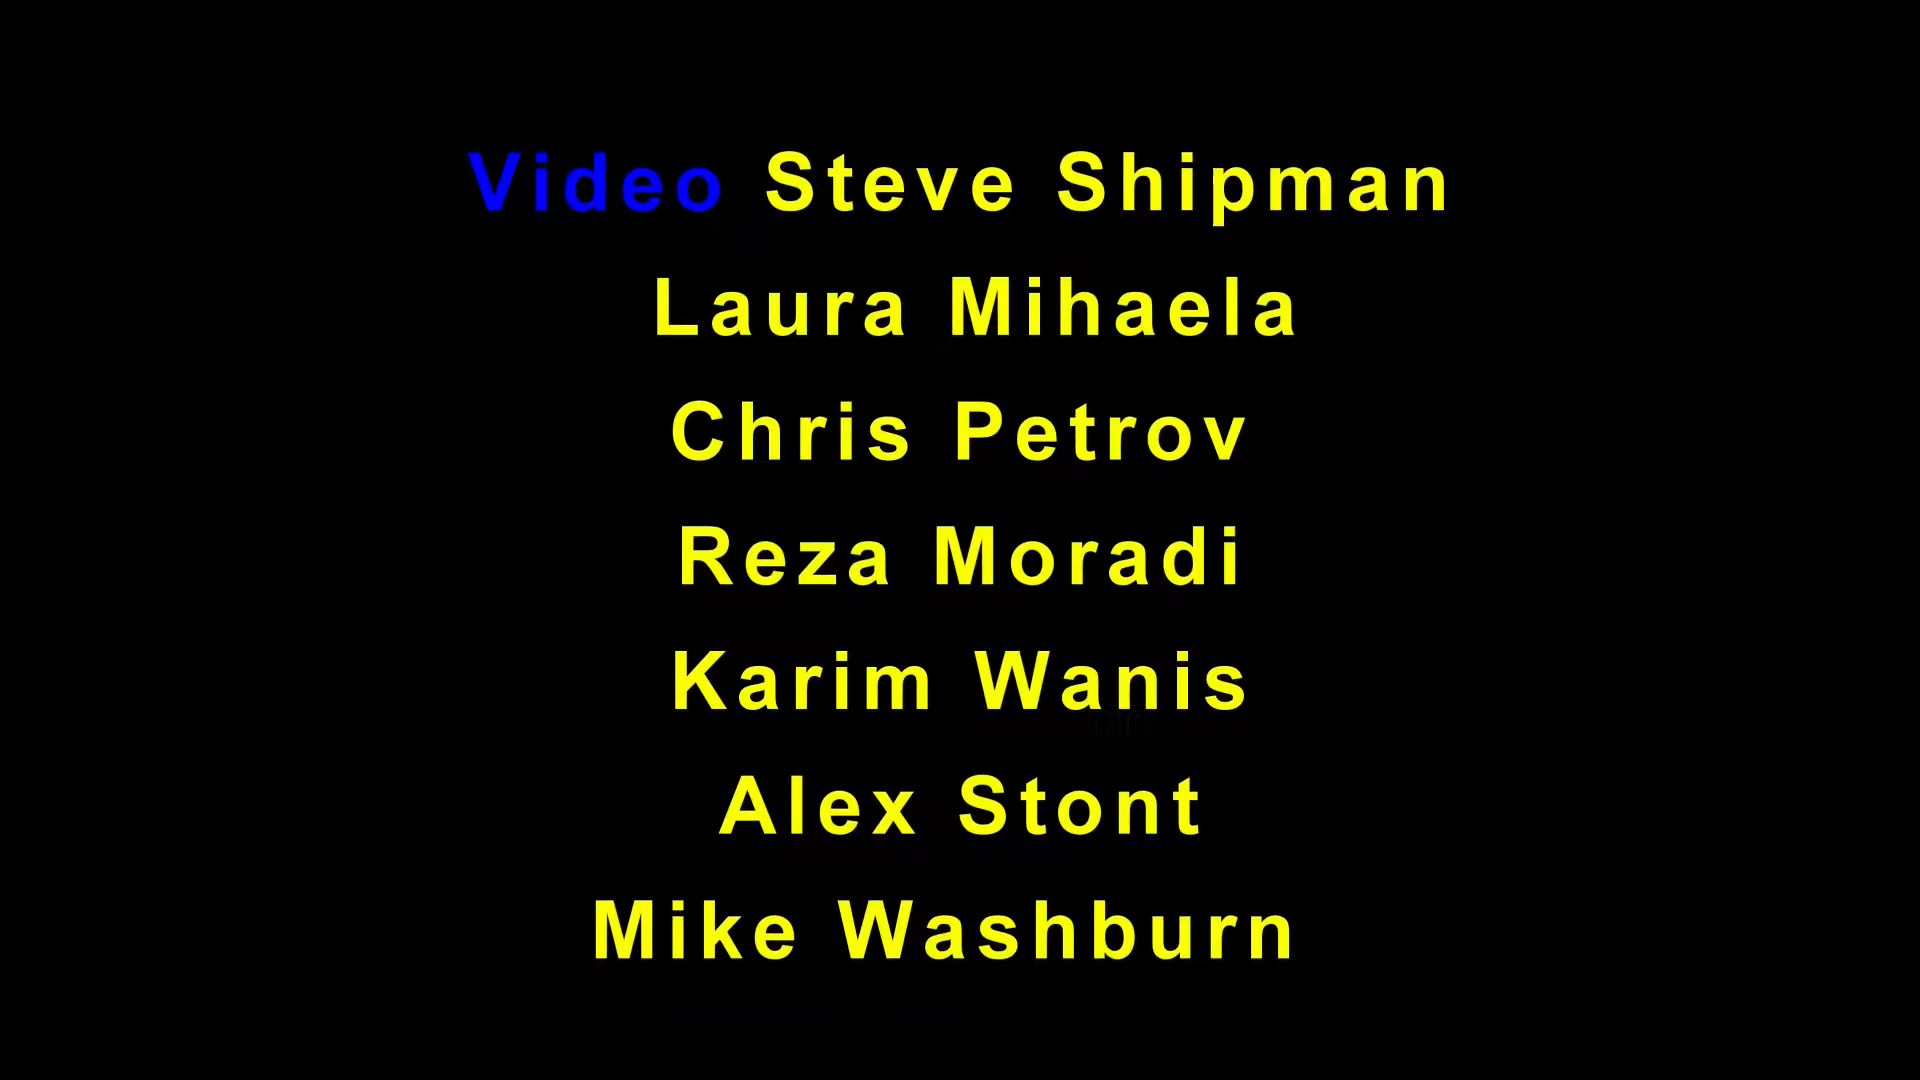 Video Steve Shipman
Laura Mihaela
Chris Petrov
Reza Moradi
Karim Wanis
Alex Stont
Mike Washburn